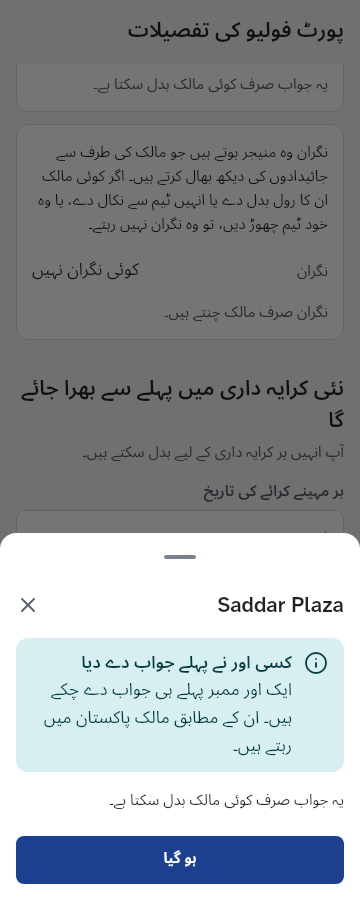 پورٹ فولیو کی تفصیلات
یہ جواب صرف کوئی مالک بدل سکتا ہے۔
نگران وہ منیجر ہوتے ہیں جو مالک کی طرف سے
جائیدادوں کی دیکھ بھال کرتے ہیں۔ اگر کوئی مالک
ان کا رول بدل دے یا انہیں ٹیم سے نکال دے، یا وہ
خود ٹیم چھوڑ دیں، تو وہ نگران نہیں رہتے۔
نگران
کوئی نگران نہیں
نگران صرف مالک چنتے ہیں۔
نئی کرایہ داری میں پہلے سے بھرا جائے
گا
آپ انہیں ہر کرایہ داری کے لیے بدل سکتے ہیں۔
ہر مہینے کرائے کی تاریخ
Saddar Plaza
کسی اور نے پہلے جواب دے دیا
ایک اور ممبر پہلے ہی جواب دے چکے
ہیں۔ ان کے مطابق مالک پاکستان میں
رہتے ہیں۔
یہ جواب صرف کوئی مالک بدل سکتا ہے۔
ہو گیا